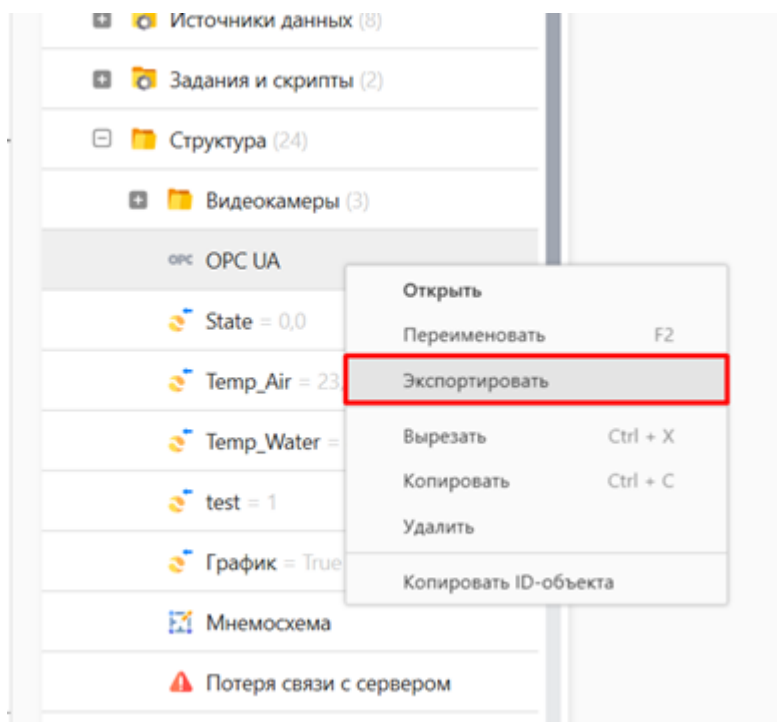 Источники данных (8)
Задания и скрипты (2)
Структура (24)
Видеокамеры (3)
OPC OPC UA
Открыть
State = 0,0
Переименовать F2
Temp_Air = 23,
Экспортировать
Temp_Water =
Вырезать Ctrl + X
Копировать Ctrl + C
test = 1
Удалить
График = True
Копировать ID-объекта
Мнемосхема
Потеря связи с сервером